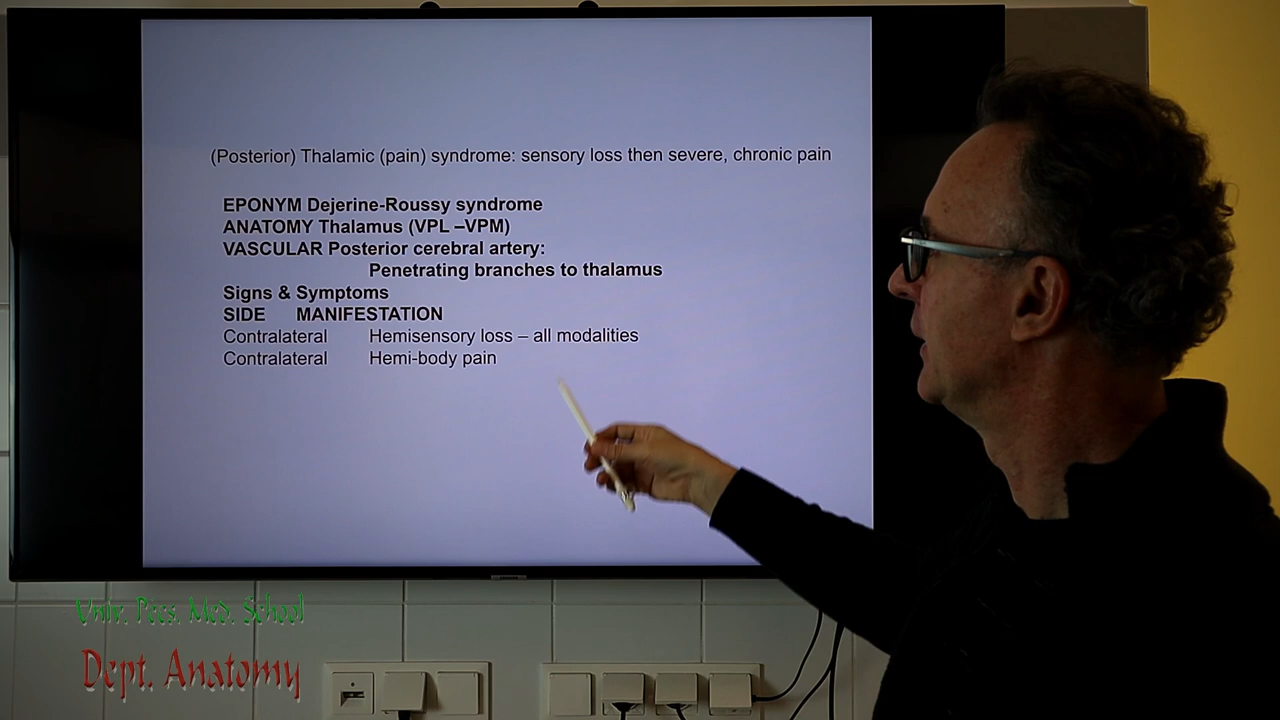 (Posterior) Thalamic (pain) syndrome: sensory loss then severe, chronic pain
EPONYM Dejerine-Roussy syndrome
ANATOMY Thalamus (VPL –VPM)
VASCULAR Posterior cerebral artery:
Penetrating branches to thalamus
Signs & Symptoms
SIDE MANIFESTATION
Contralateral Hemisensory loss – all modalities
Contralateral Hemi-body pain
Univ. Pecs. Med. School
Dept. Anatomy